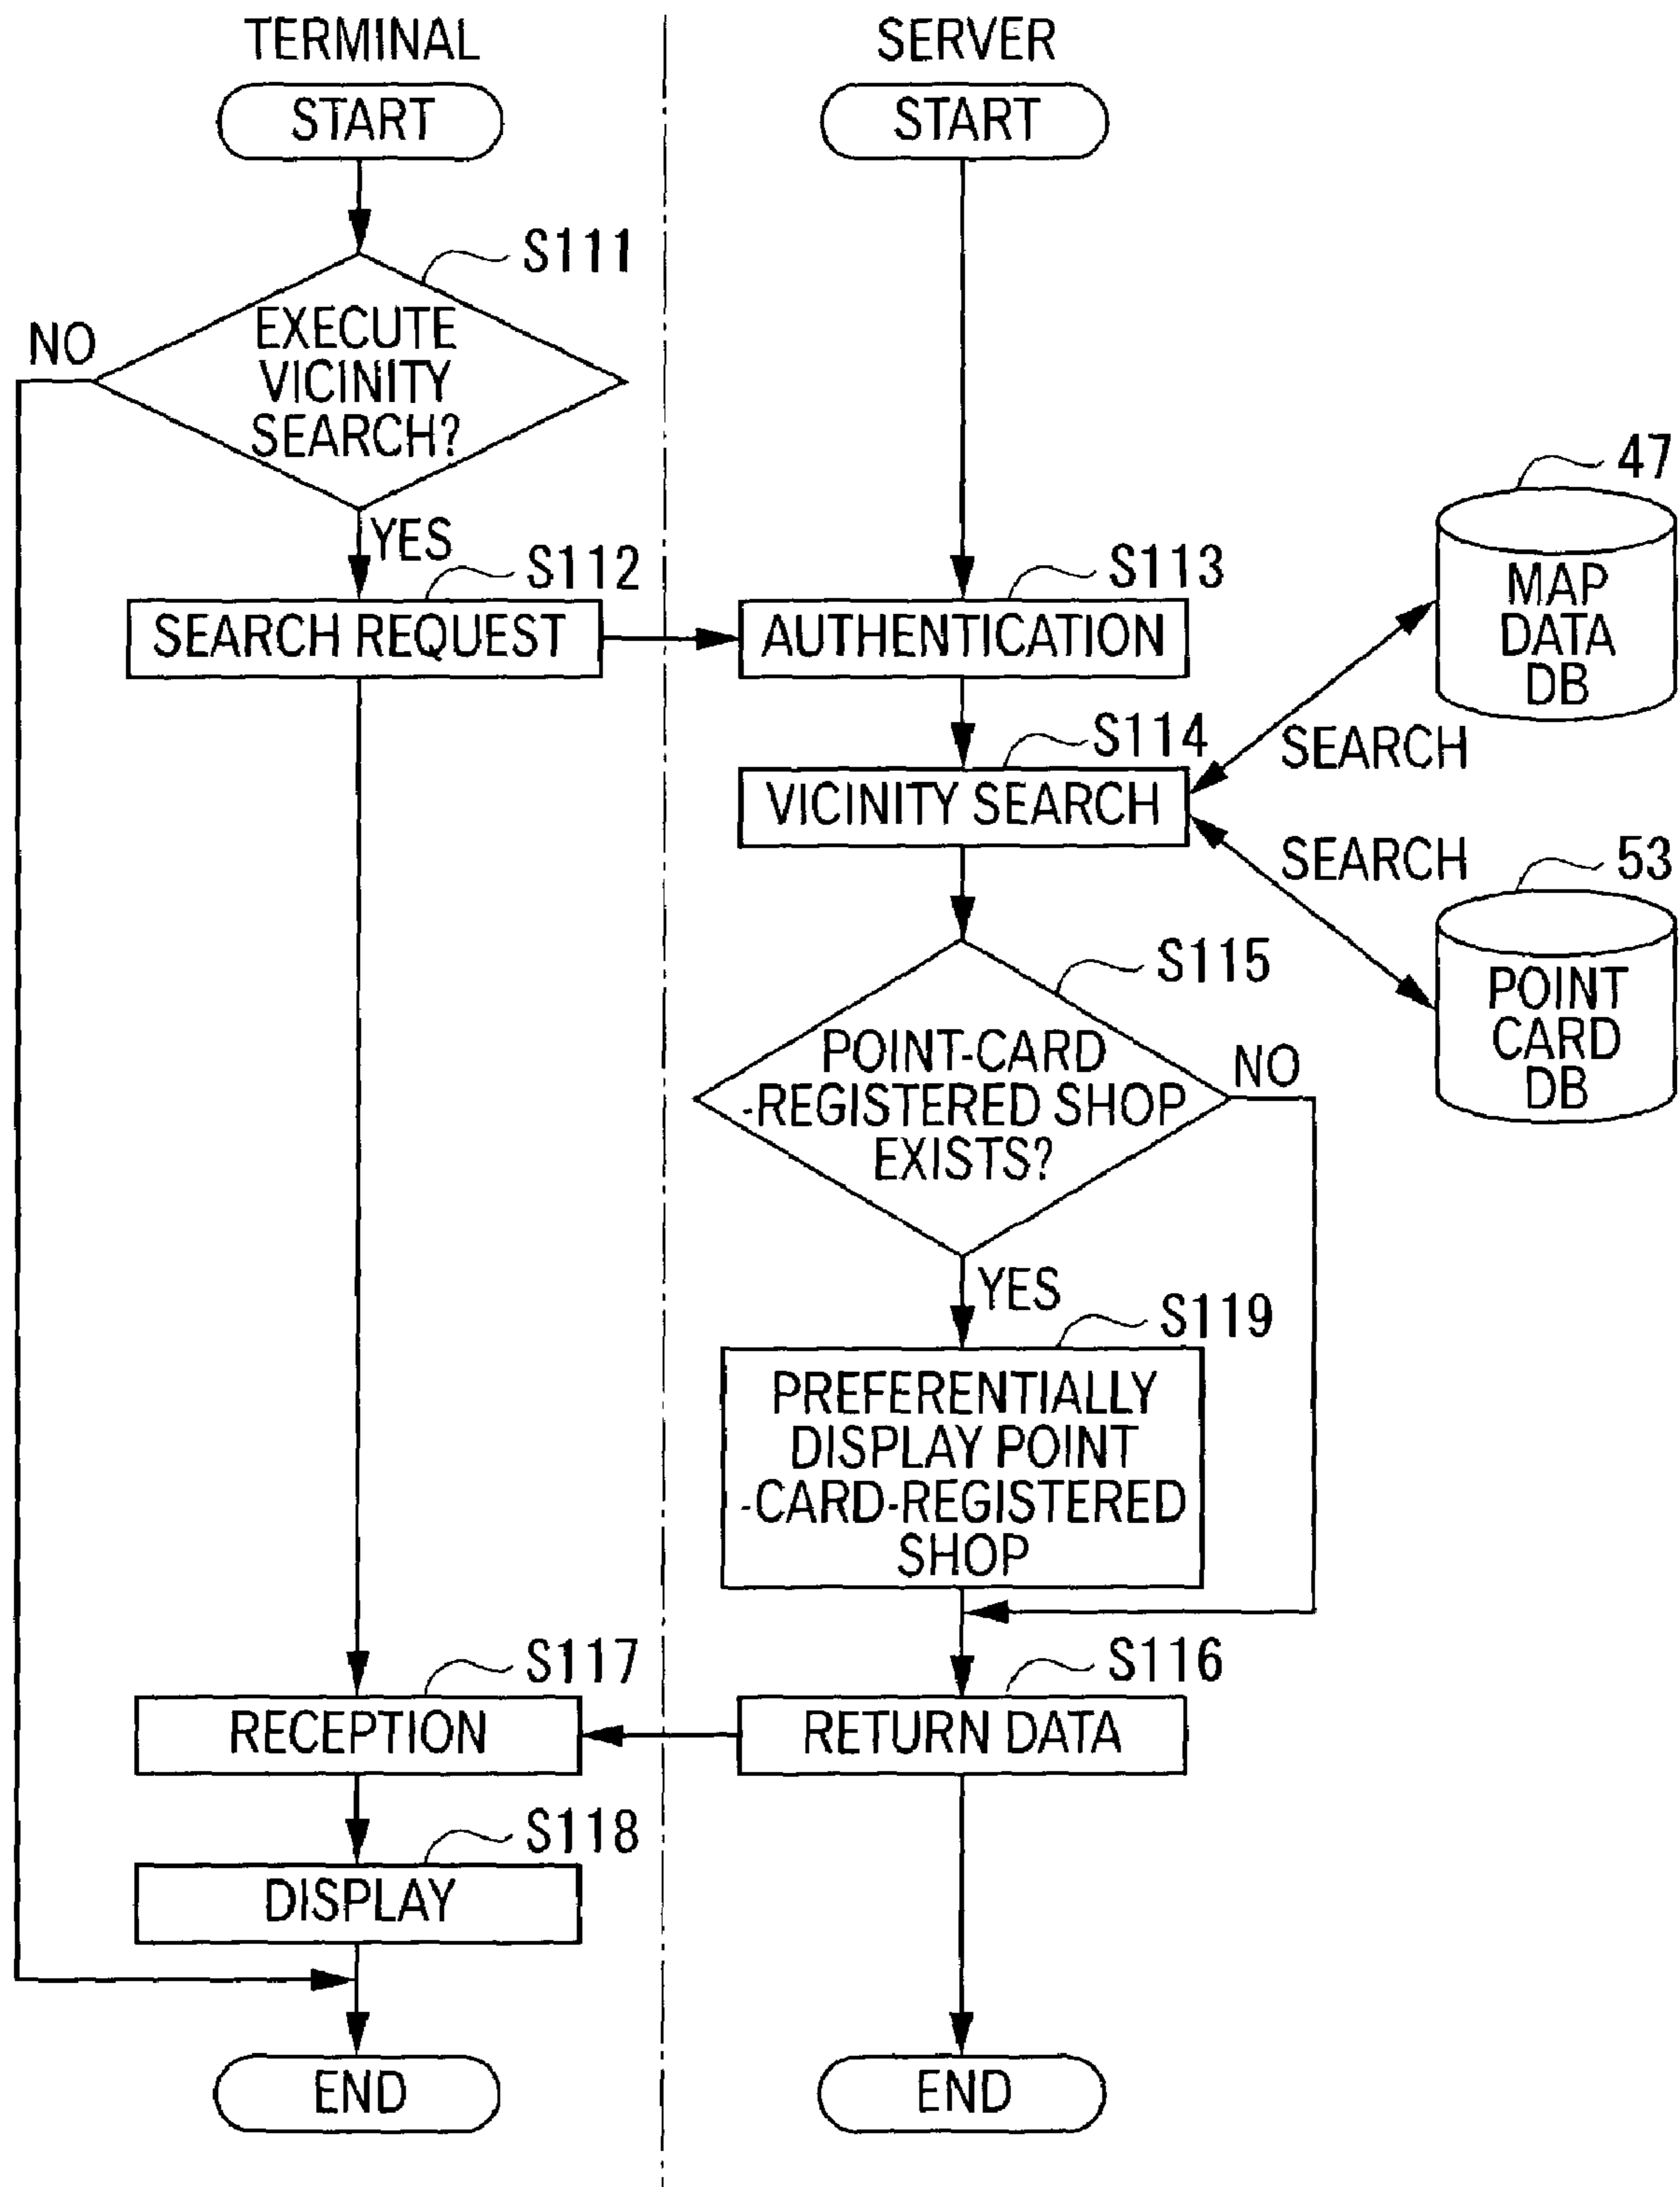 TERMINAL
SERVER
START
START
S111
EXECUTE
VICINITY
SEARCH?
NO
YES
S112
SEARCH REQUEST
S113
AUTHENTICATION
47
MAP
DATA
DB
S114
VICINITY SEARCH
SEARCH
SEARCH
53
POINT
CARD
DB
S115
POINT-CARD
-REGISTERED SHOP
EXISTS?
NO
YES
S119
PREFERENTIALLY
DISPLAY POINT
-CARD-REGISTERED
SHOP
S117
RECEPTION
S116
RETURN DATA
S118
DISPLAY
END
END